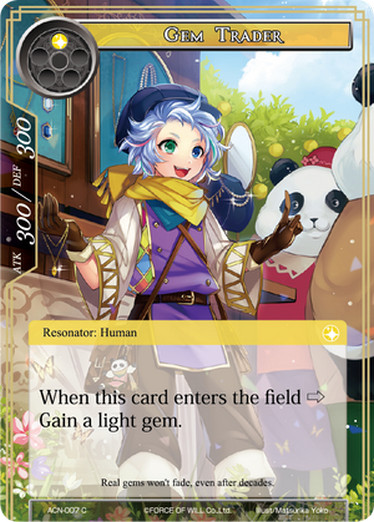 Gem Trader
ATK 300 / DEF 300
Resonator: Human
When this card enters the field ⇨
Gain a light gem.
Real gems won't fade, even after decades.
ACN-007 C ©FORCE OF WILL Co.,Ltd. Illust/Matsurika Yoko